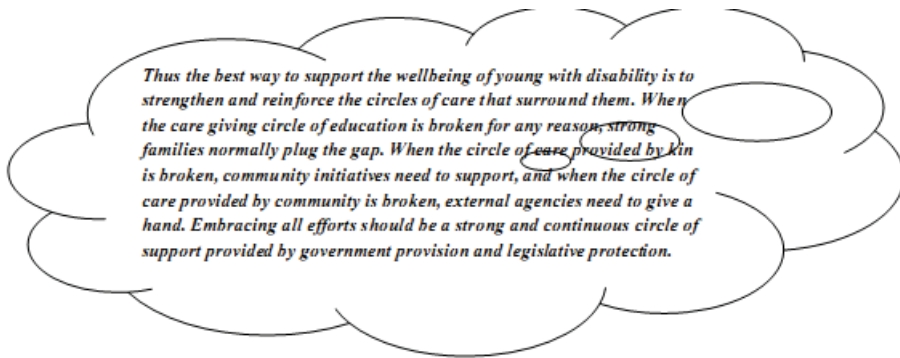 Thus the best way to support the wellbeing of young with disability is to
strengthen and reinforce the circles of care that surround them. When
the care giving circle of education is broken for any reason, strong
families normally plug the gap. When the circle of care provided by kin
is broken, community initiatives need to support, and when the circle of
care provided by community is broken, external agencies need to give a
hand. Embracing all efforts should be a strong and continuous circle of
support provided by government provision and legislative protection.